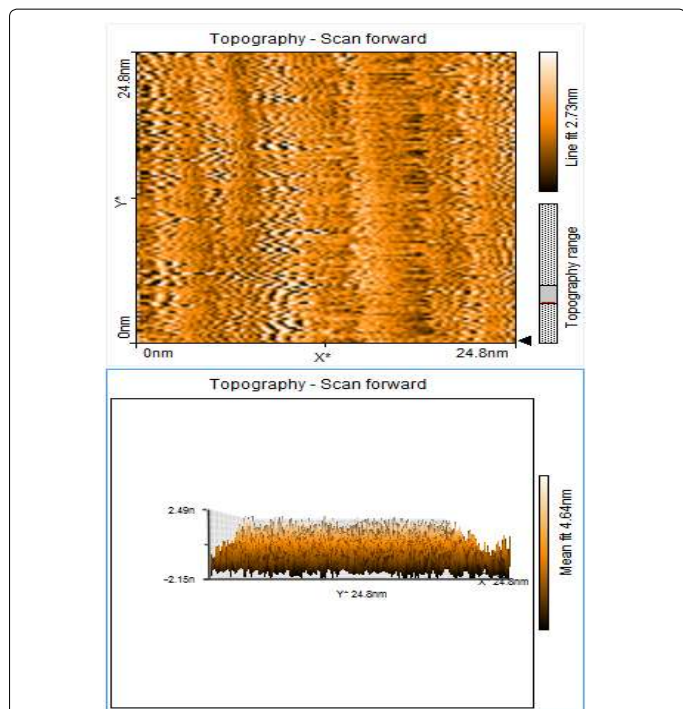 Topography - Scan forward
24.8nm
Y*
0nm
0nm
X*
24.8nm
Line fit 2.73nm
Topography range
Topography - Scan forward
2.49n
-2.15n
Y* 24.8nm
X* 24.8nm
Mean fit 4.64nm